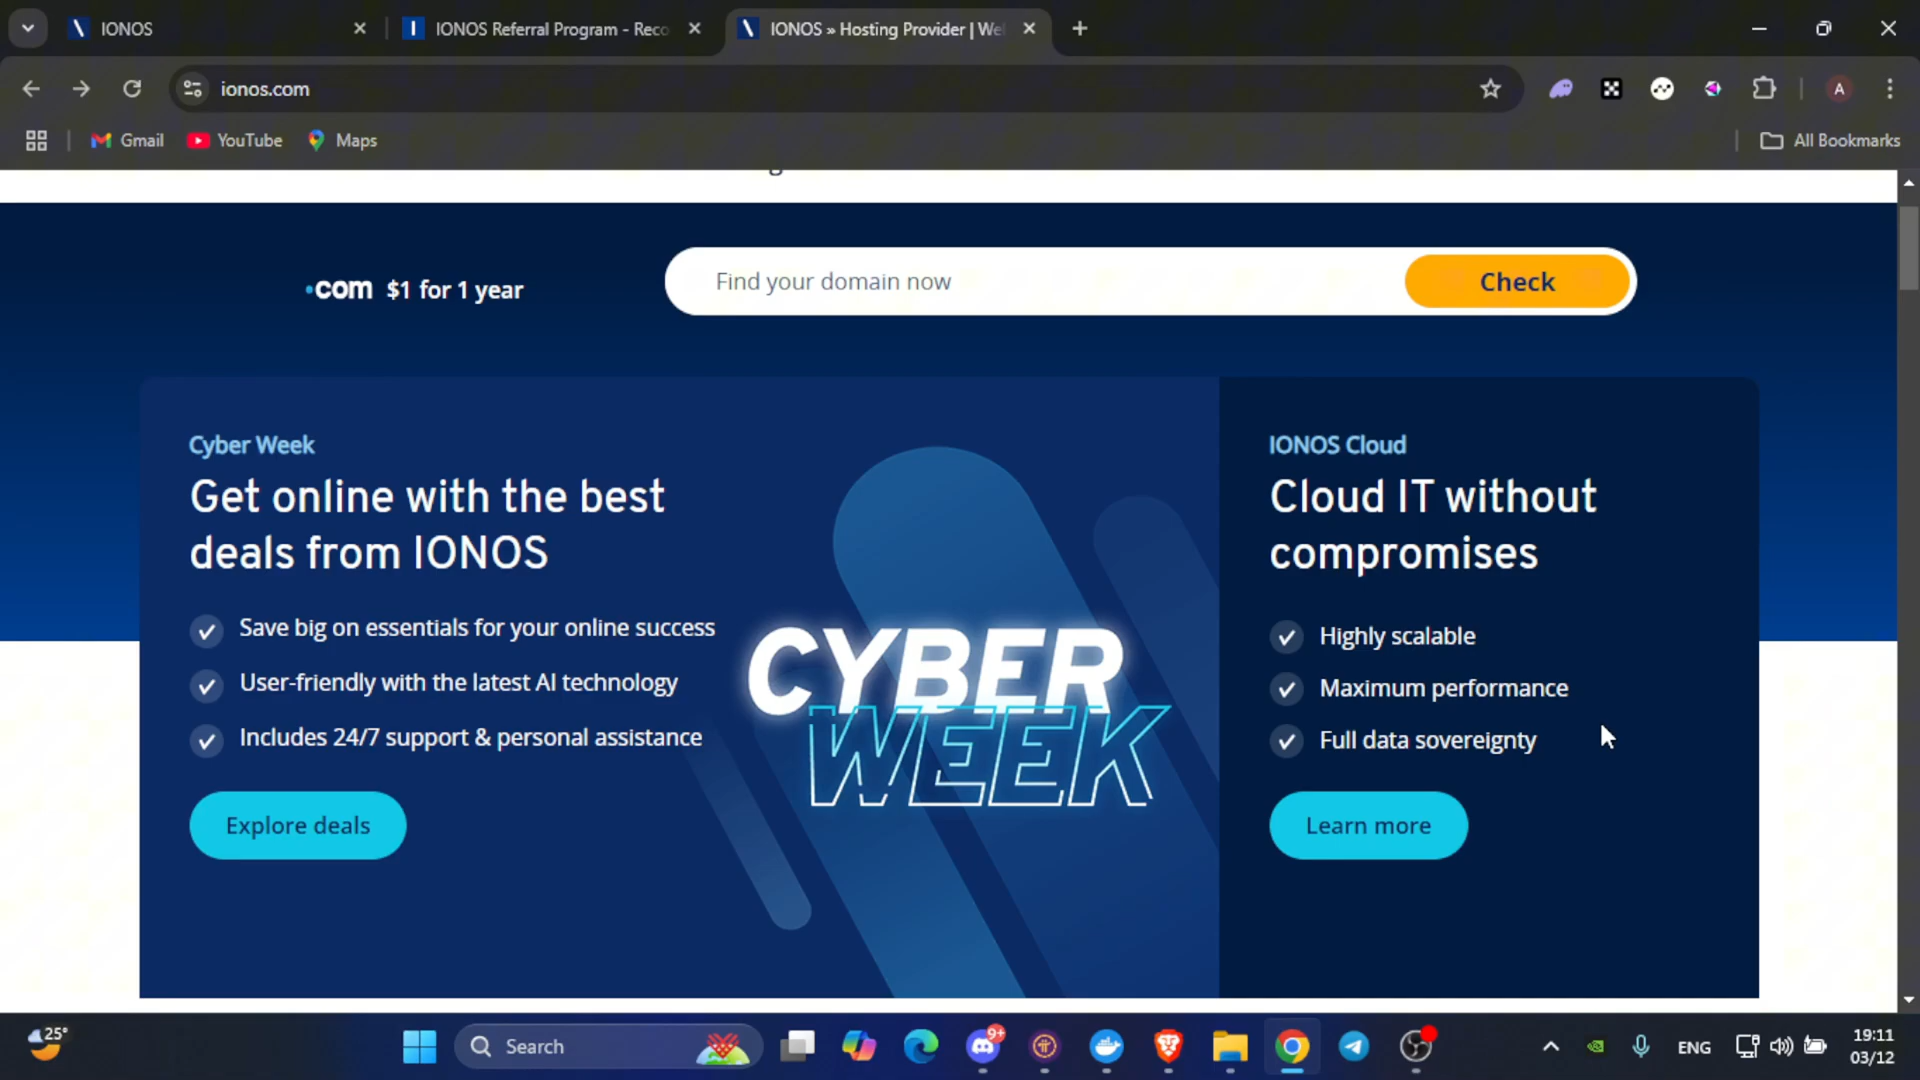 IONOS
IONOS Referral Program - Reco
IONOS » Hosting Provider | We
ionos.com
A
Gmail
YouTube
Maps
All Bookmarks
.com $1 for 1 year
Find your domain now
Check
Cyber Week
Get online with the best
deals from IONOS
Save big on essentials for your online success
User-friendly with the latest AI technology
Includes 24/7 support & personal assistance
Explore deals
CYBER
WEEK
IONOS Cloud
Cloud IT without
compromises
Highly scalable
Maximum performance
Full data sovereignty
Learn more
25°
Search
9+
ENG
19:11
03/12